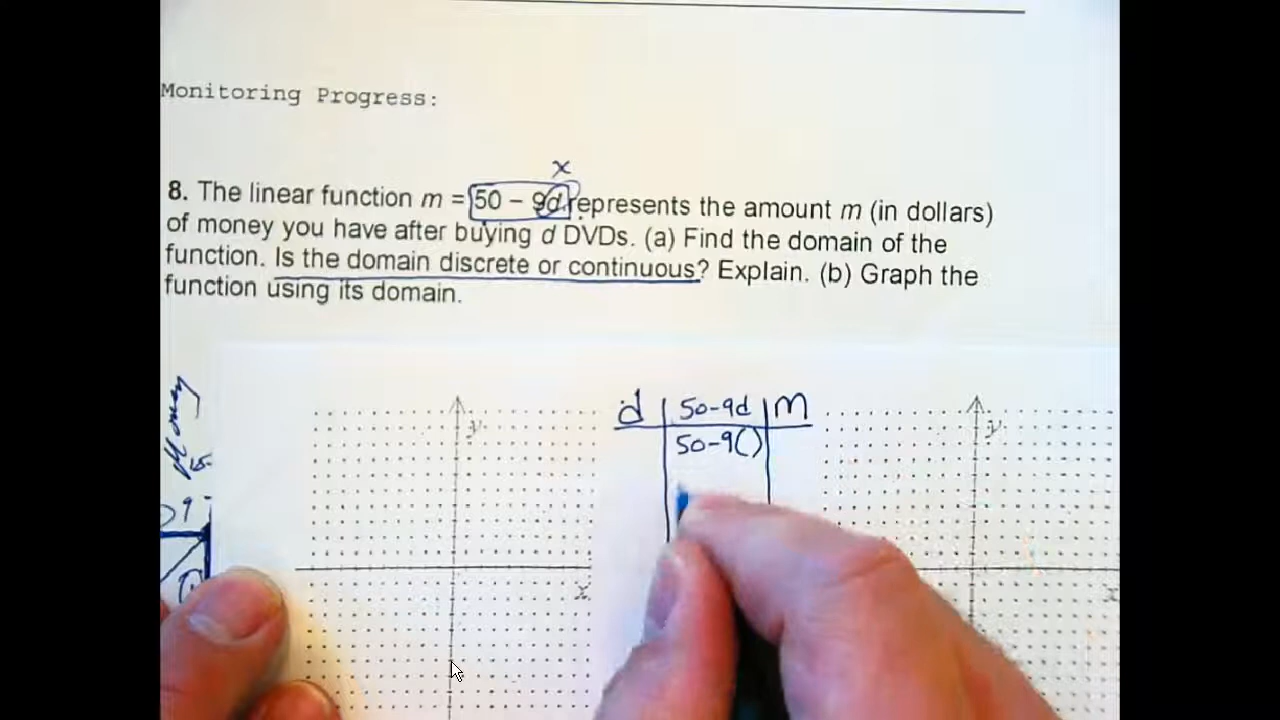 Monitoring Progress:
x
8. The linear function m = 50 – 9d represents the amount m (in dollars)
of money you have after buying d DVDs. (a) Find the domain of the
function. Is the domain discrete or continuous? Explain. (b) Graph the
function using its domain.
Money
d 50-9d m
50-9()
y
y
x
x